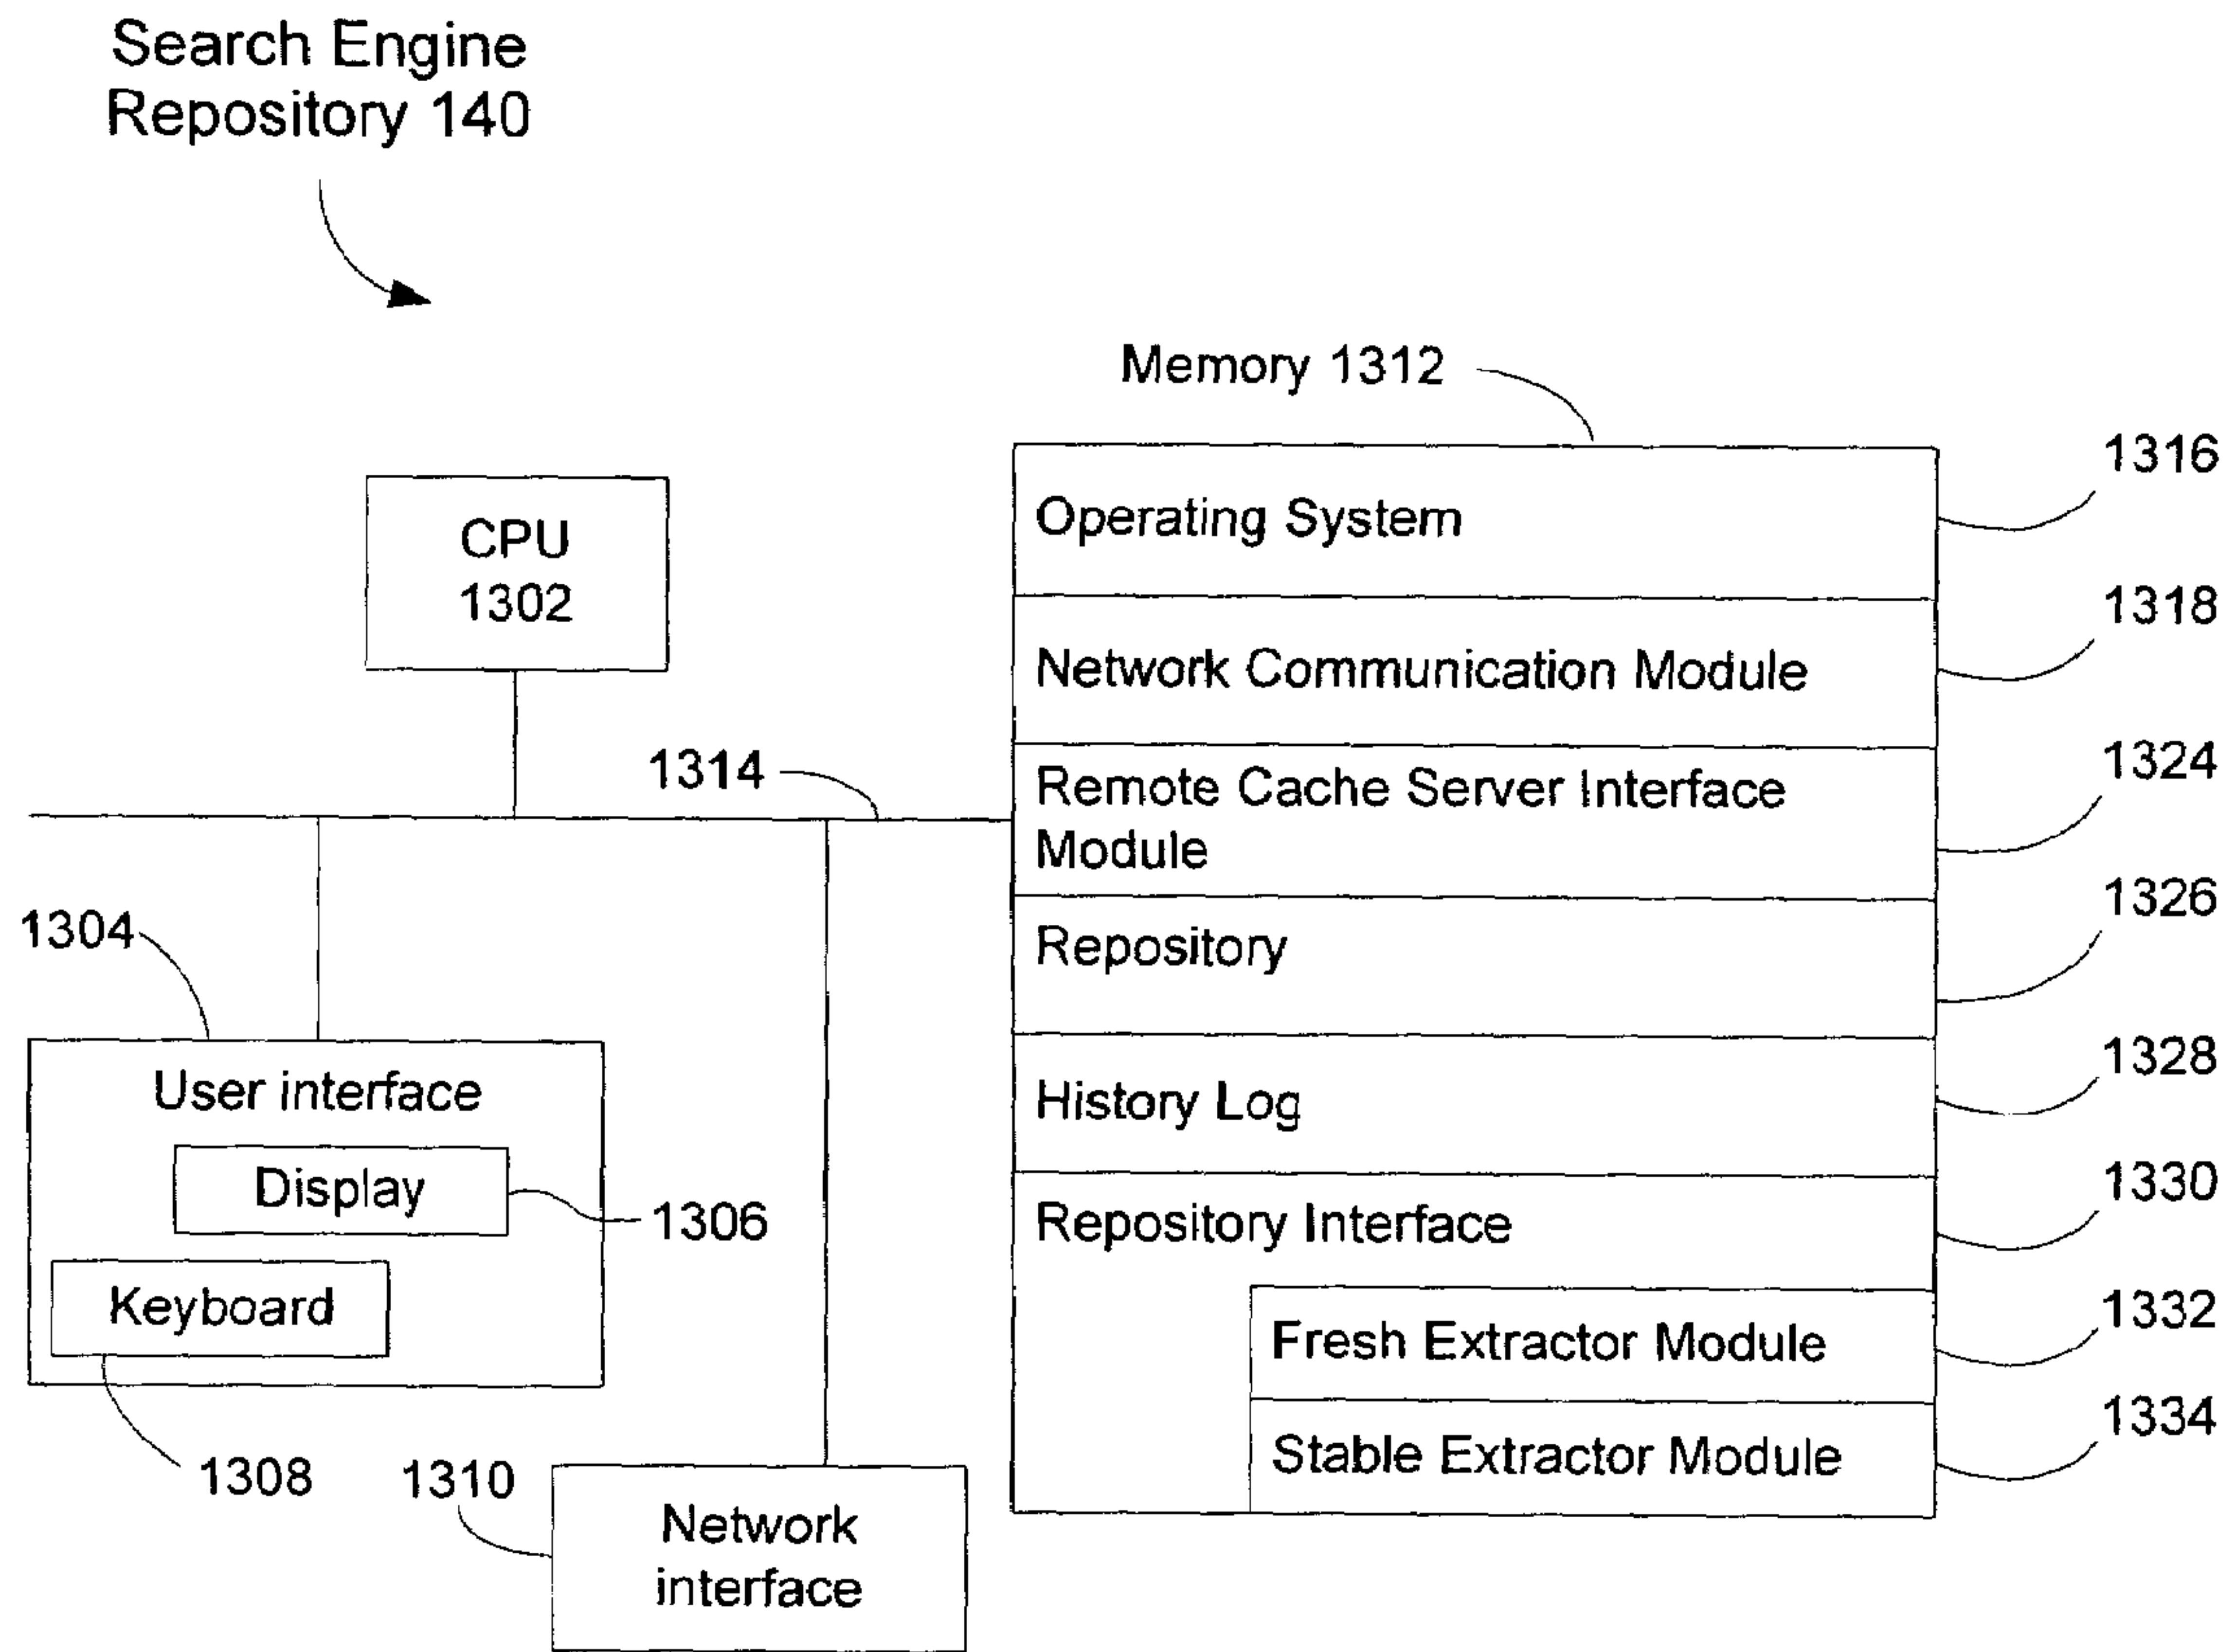 Search Engine
Repository 140
Memory 1312
1316
Operating System
CPU
1302
1318
Network Communication Module
1314
1324
Remote Cache Server Interface
Module
1326
Repository
1304
1328
User interface
History Log
Display
1306
1330
Repository Interface
Keyboard
1332
Fresh Extractor Module
1334
Stable Extractor Module
1308
1310
Network
interface